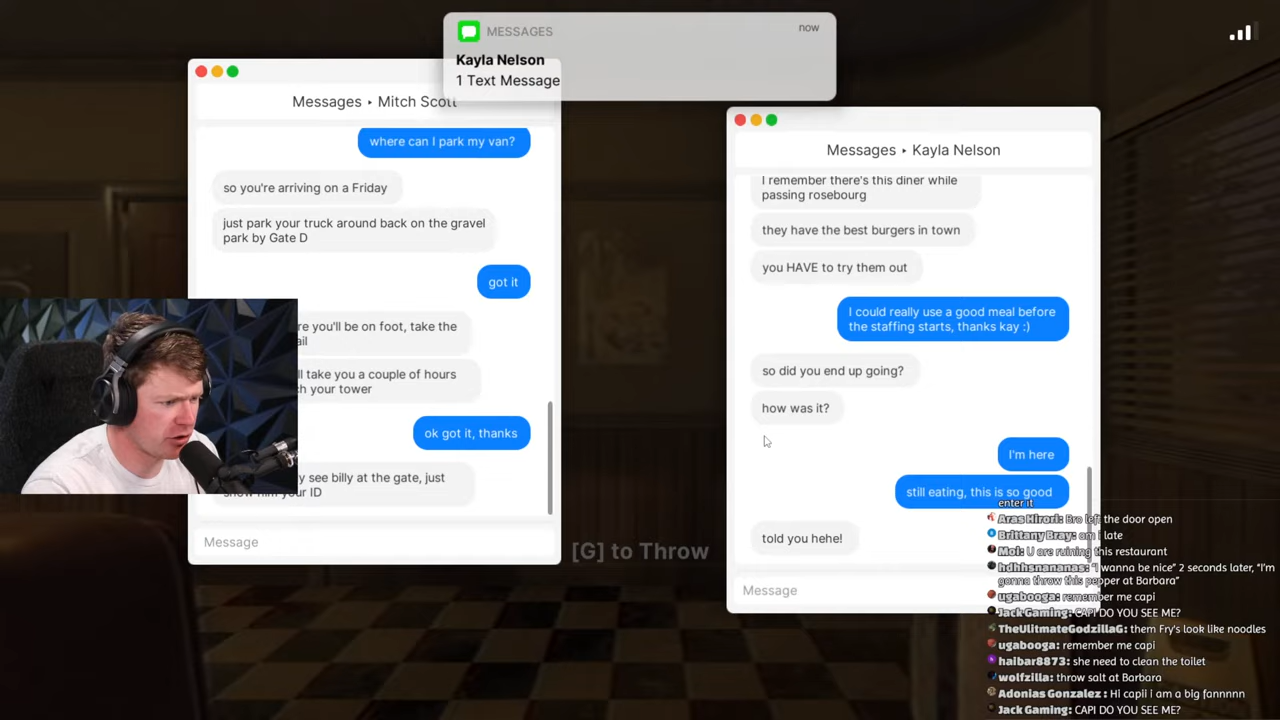 MESSAGES
now
Kayla Nelson
1 Text Message
Messages ▸ Mitch Scott
where can I park my van?
so you're arriving on a Friday
just park your truck around back on the gravel
park by Gate D
got it
you'll be on foot, take the
take you a couple of hours
your tower
ok got it, thanks
see billy at the gate, just
show him your ID
Message
Messages ▸ Kayla Nelson
I remember there's this diner while
passing rosebourg
they have the best burgers in town
you HAVE to try them out
I could really use a good meal before
the staffing starts, thanks kay :)
so did you end up going?
how was it?
I'm here
still eating, this is so good
told you hehe!
Message
[G] to Throw
enter it
Aras Hirori: Bro left the door open
Brittany Bray: am i late
Moi: U are ruining this restaurant
hdhhsnananas: "I wanna be nice" 2 seconds later, "I'm
gonna throw this pepper at Barbara"
ugabooga: remember me capi
Jack Gaming: CAPI DO YOU SEE ME?
TheUlitmateGodzillaG: them Fry's look like noodles
ugabooga: remember me capi
haibar8873: she need to clean the toilet
wolfzilla: throw salt at Barbara
Adonias Gonzalez : Hi capii i am a big fannnnn
Jack Gaming: CAPI DO YOU SEE ME?